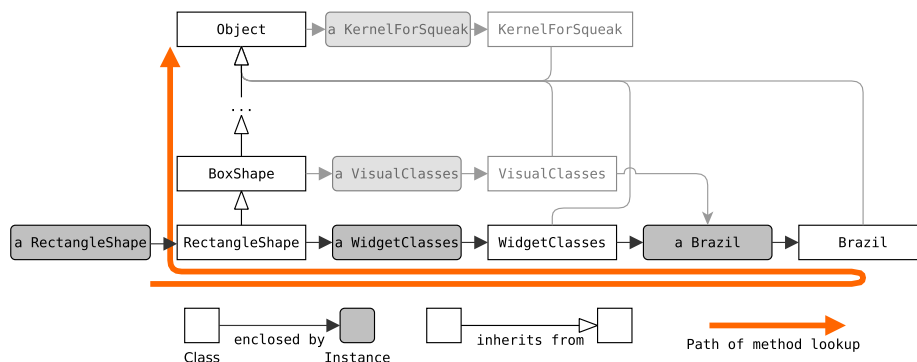 Object
a KernelForSqueak
KernelForSqueak
...
BoxShape
a VisualClasses
VisualClasses
a RectangleShape
RectangleShape
a WidgetClasses
WidgetClasses
a Brazil
Brazil
enclosed by
inherits from
Path of method lookup
Class
Instance